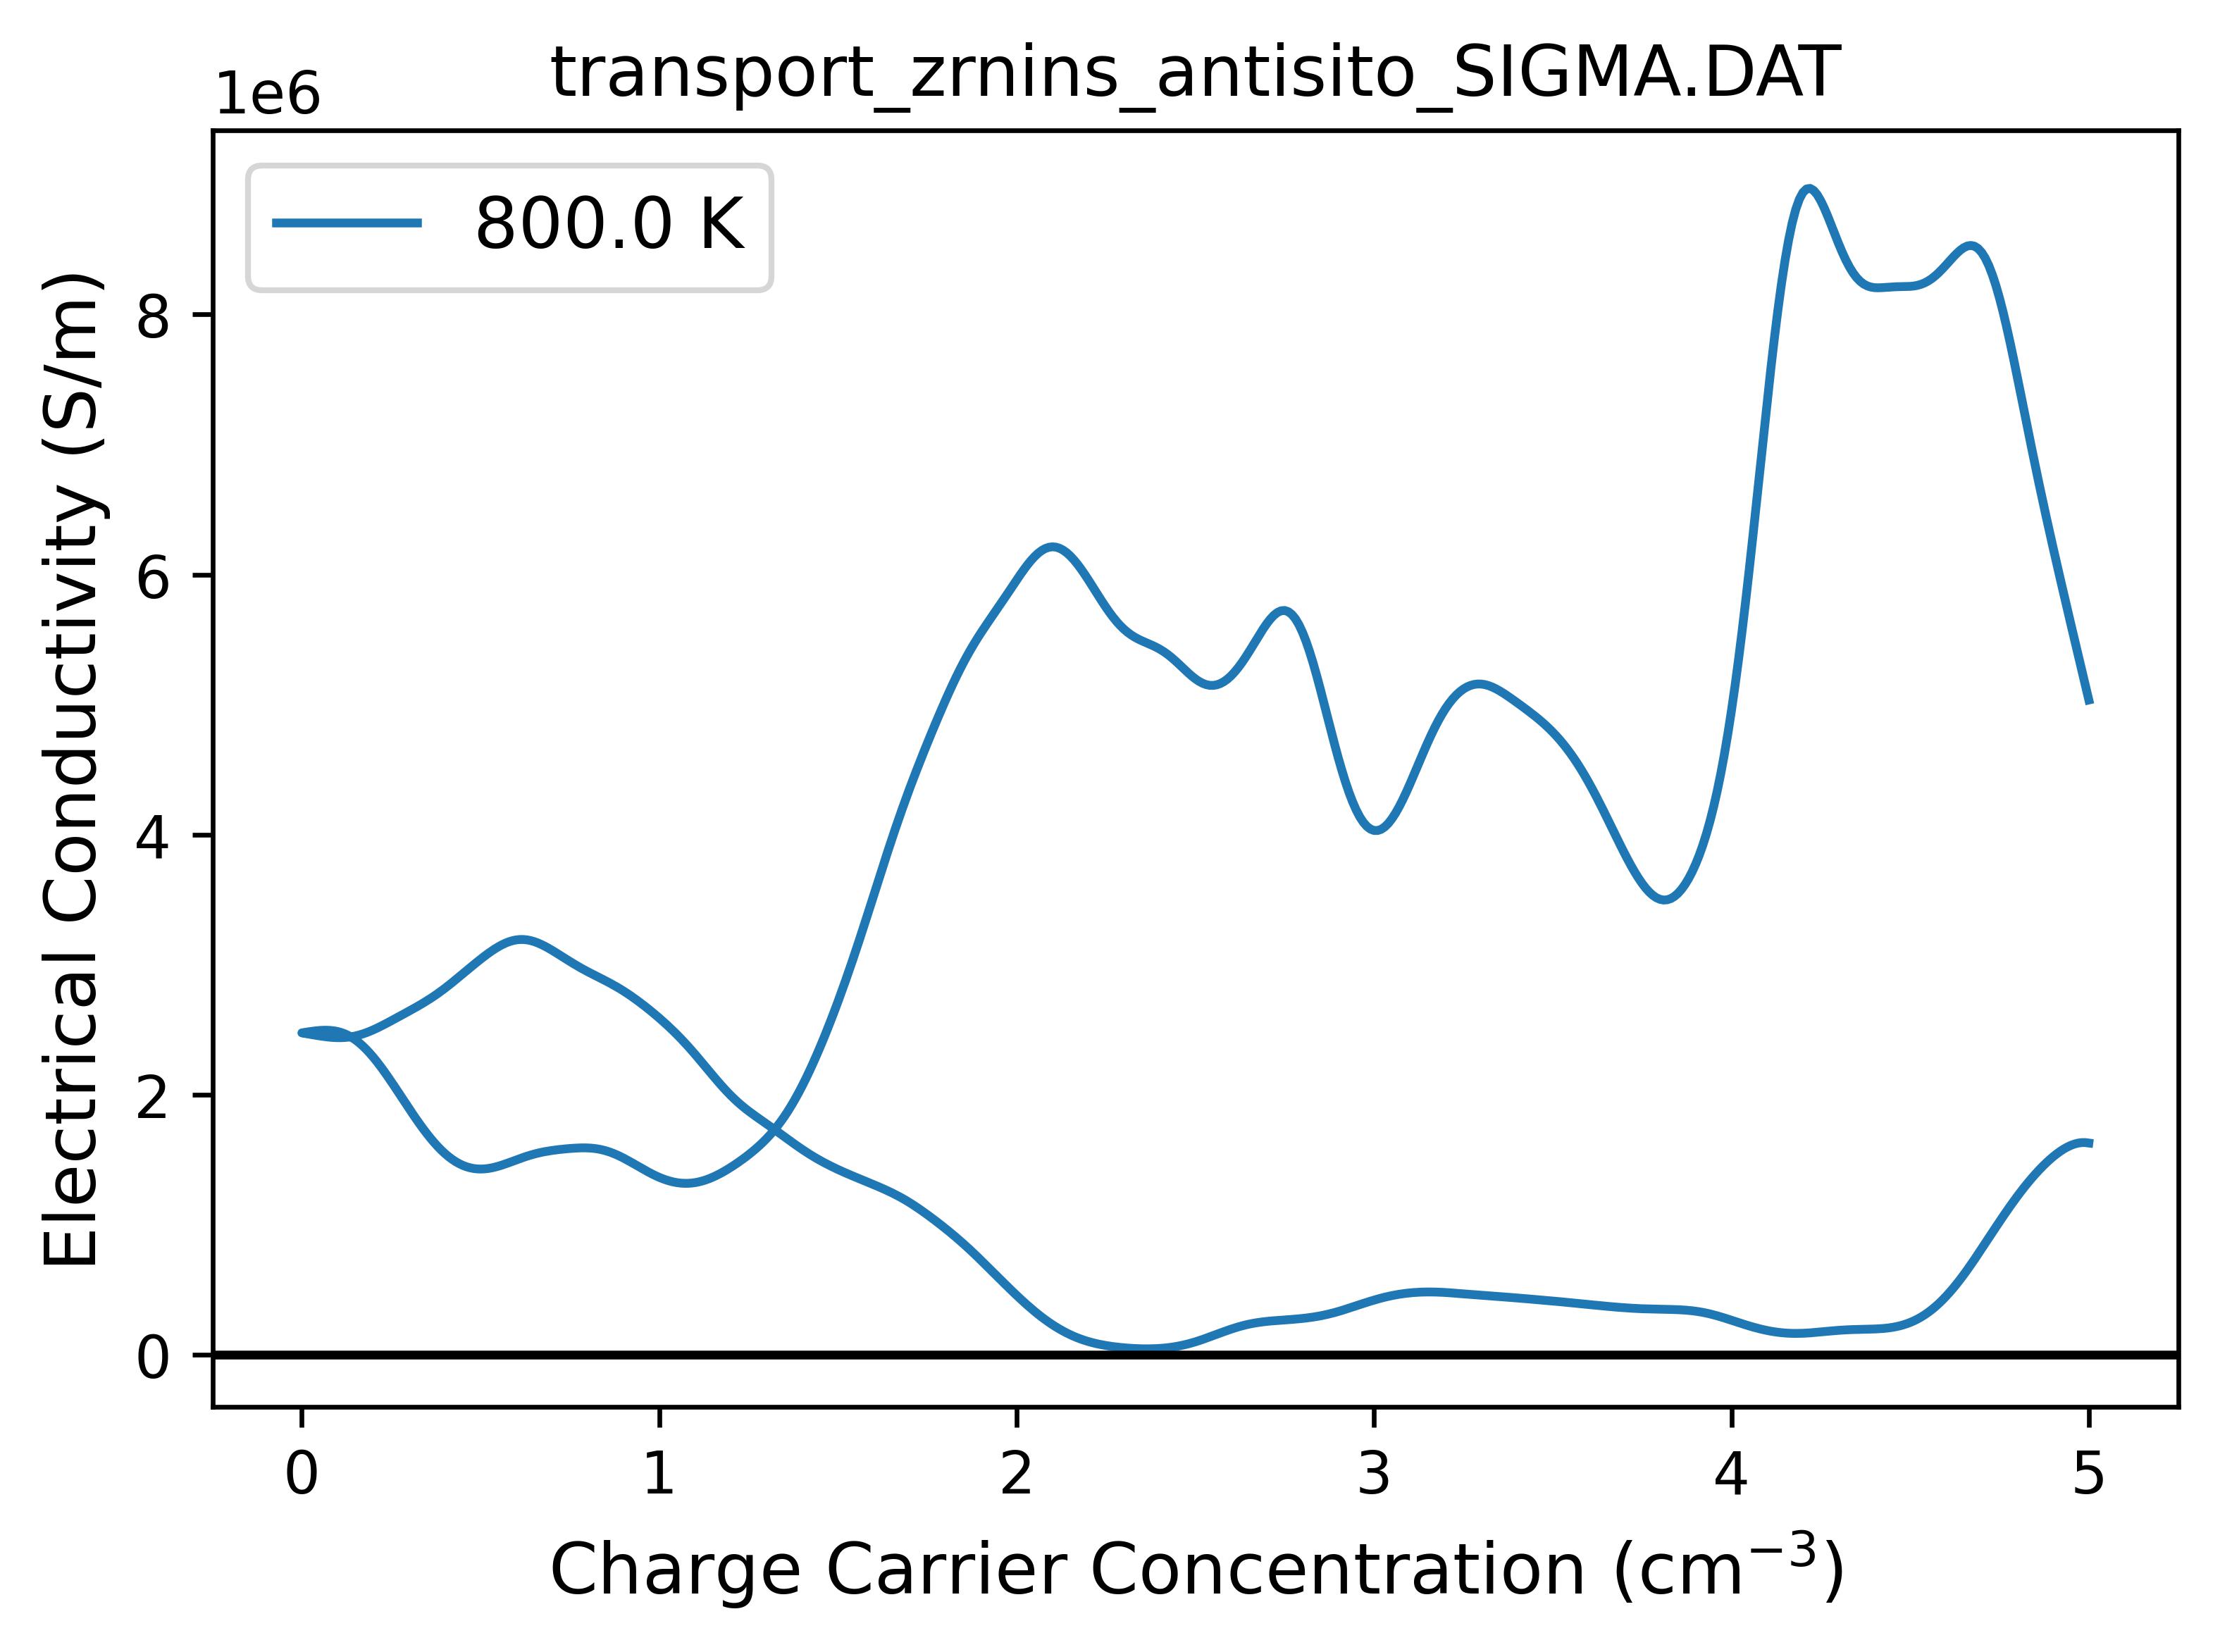 transport_zrnins_antisito_SIGMA.DAT
1e6
800.0 K
Electrical Conductivity (S/m)
8
6
4
2
0
0 1 2 3 4 5
Charge Carrier Concentration (cm⁻³)